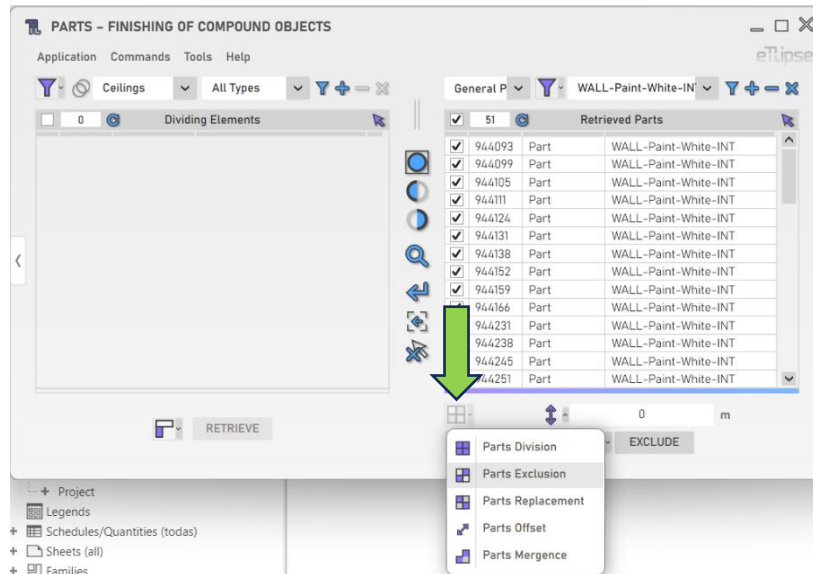 PARTS – FINISHING OF COMPOUND OBJECTS
Application Commands Tools Help
eTlipse
Ceilings All Types
General P WALL-Paint-White-IN
0 Dividing Elements
51 Retrieved Parts
944093 Part WALL-Paint-White-INT
944099 Part WALL-Paint-White-INT
944105 Part WALL-Paint-White-INT
944111 Part WALL-Paint-White-INT
944124 Part WALL-Paint-White-INT
944131 Part WALL-Paint-White-INT
944138 Part WALL-Paint-White-INT
944152 Part WALL-Paint-White-INT
944159 Part WALL-Paint-White-INT
944166 Part WALL-Paint-White-INT
944231 Part WALL-Paint-White-INT
944238 Part WALL-Paint-White-INT
944245 Part WALL-Paint-White-INT
944251 Part WALL-Paint-White-INT
0 m
RETRIEVE
EXCLUDE
Parts Division
Parts Exclusion
Parts Replacement
Parts Offset
Parts Mergence
Project
Legends
Schedules/Quantities (todas)
Sheets (all)
Families